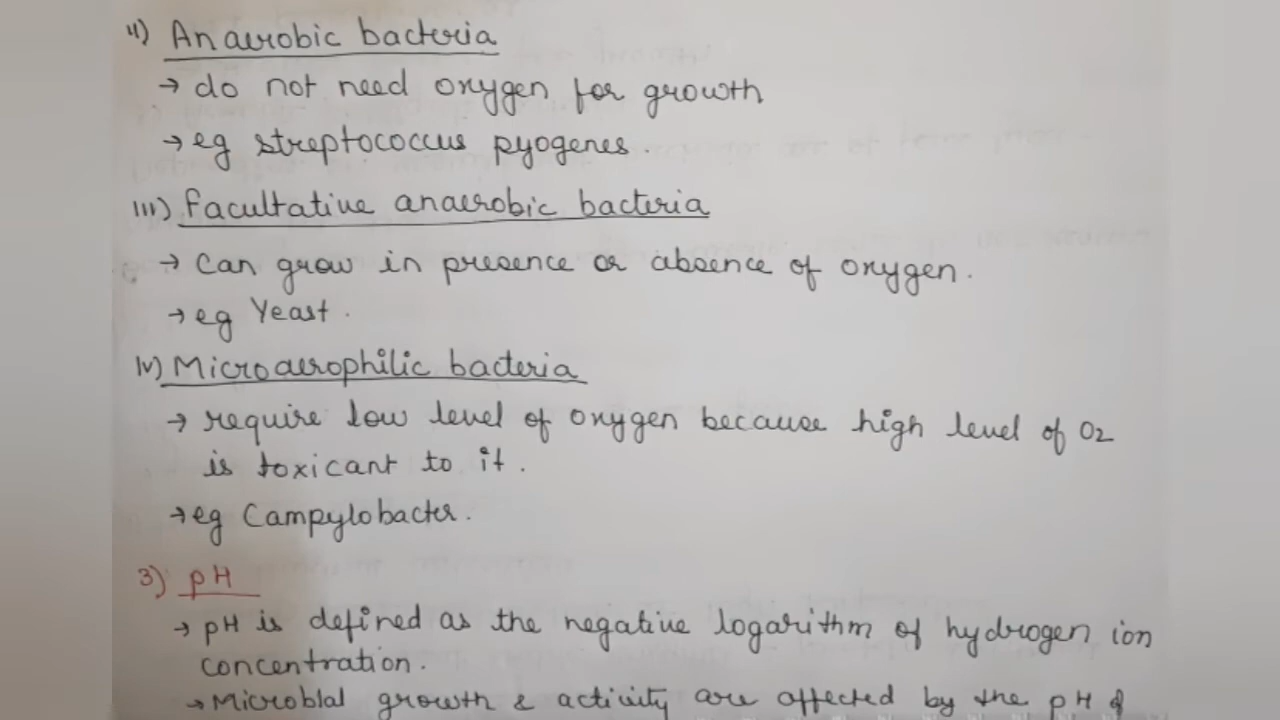 II) Anaerobic bacteria
→ do not need oxygen for growth
→ eg streptococcus pyogenes.
III) facultative anaerobic bacteria
→ can grow in presence or absence of oxygen.
→ eg Yeast.
IV) Microaerophilic bacteria
→ require low level of oxygen because high level of O2
is toxicant to it.
→ eg Campylobacter.
3) pH
→ pH is defined as the negative logarithm of hydrogen ion
concentration.
→ Microbial growth & activity are affected by the pH &